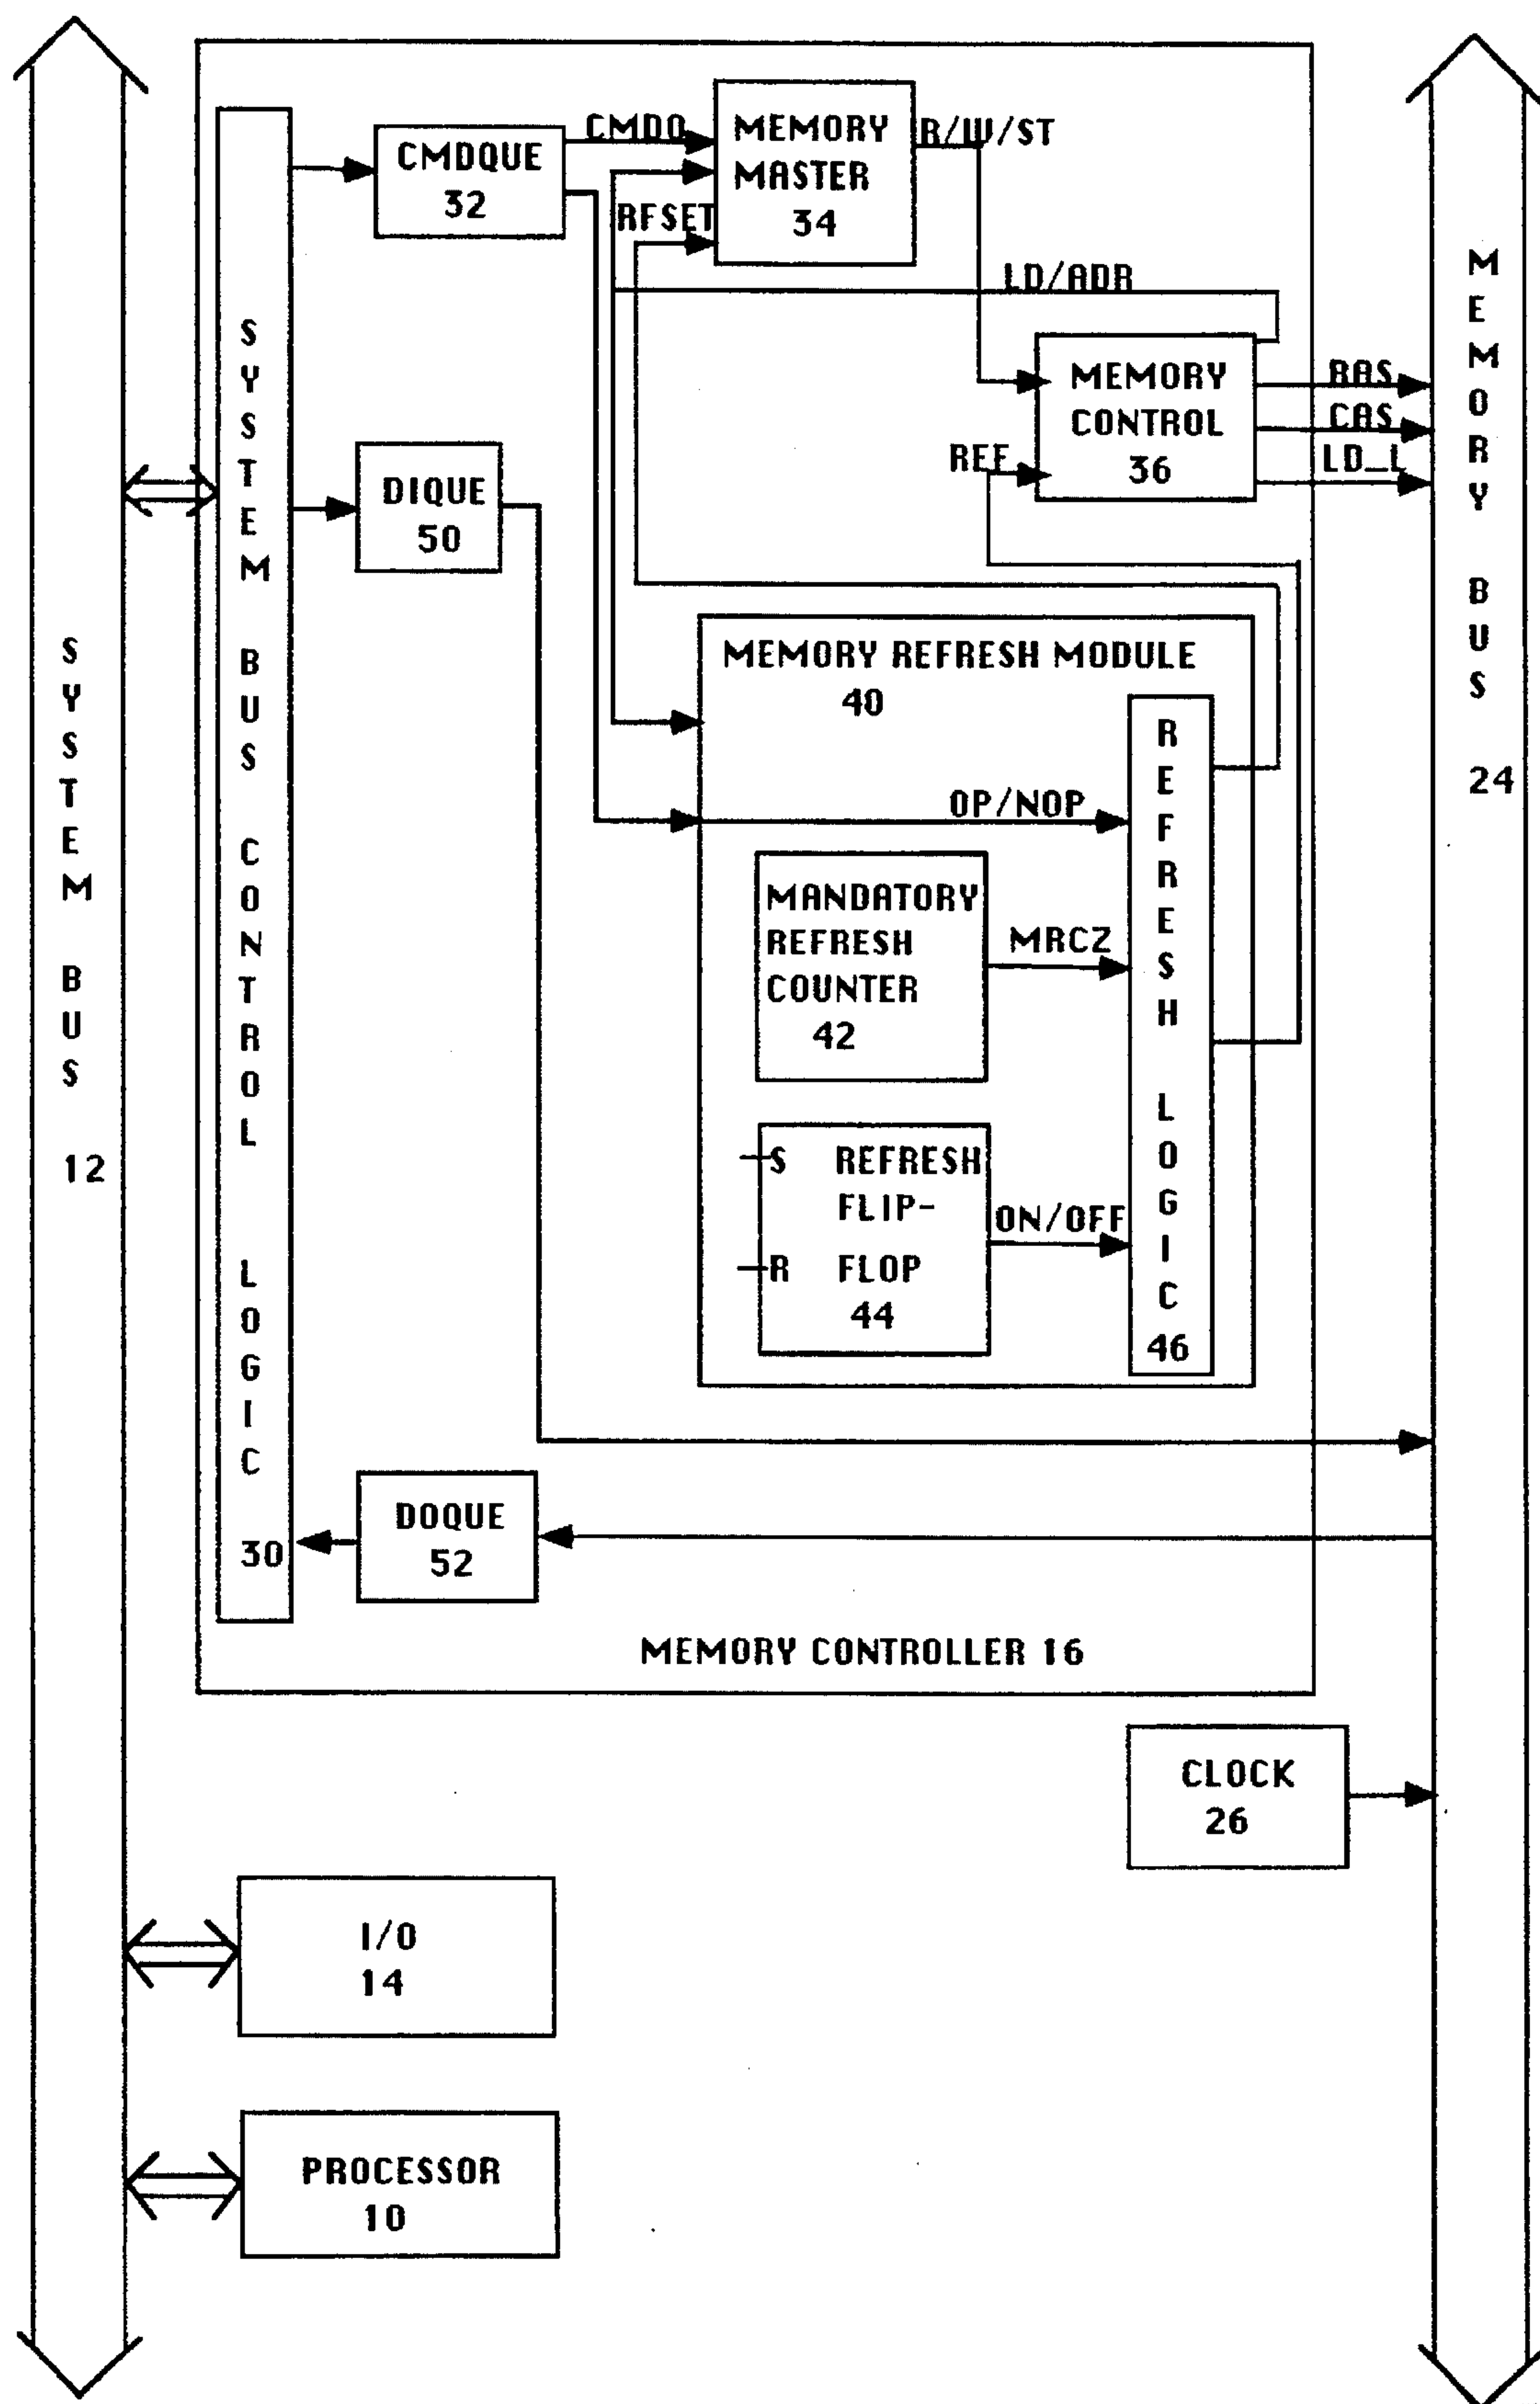 SYSTEM BUS 12
SYSTEM BUS CONTROL LOGIC 30
CMDQUE
32
CMDQ
MEMORY
MASTER
34
R/W/ST
RFSET
LD/ADR
MEMORY
CONTROL
36
REF
RAS
CAS
LD_L
MEMORY BUS 24
DIQUE
50
MEMORY REFRESH MODULE
40
OP/NOP
MANDATORY
REFRESH
COUNTER
42
MRCZ
S REFRESH
FLIP-
R FLOP
44
ON/OFF
REFRESH LOGIC 46
DOQUE
52
MEMORY CONTROLLER 16
CLOCK
26
I/O
14
PROCESSOR
10